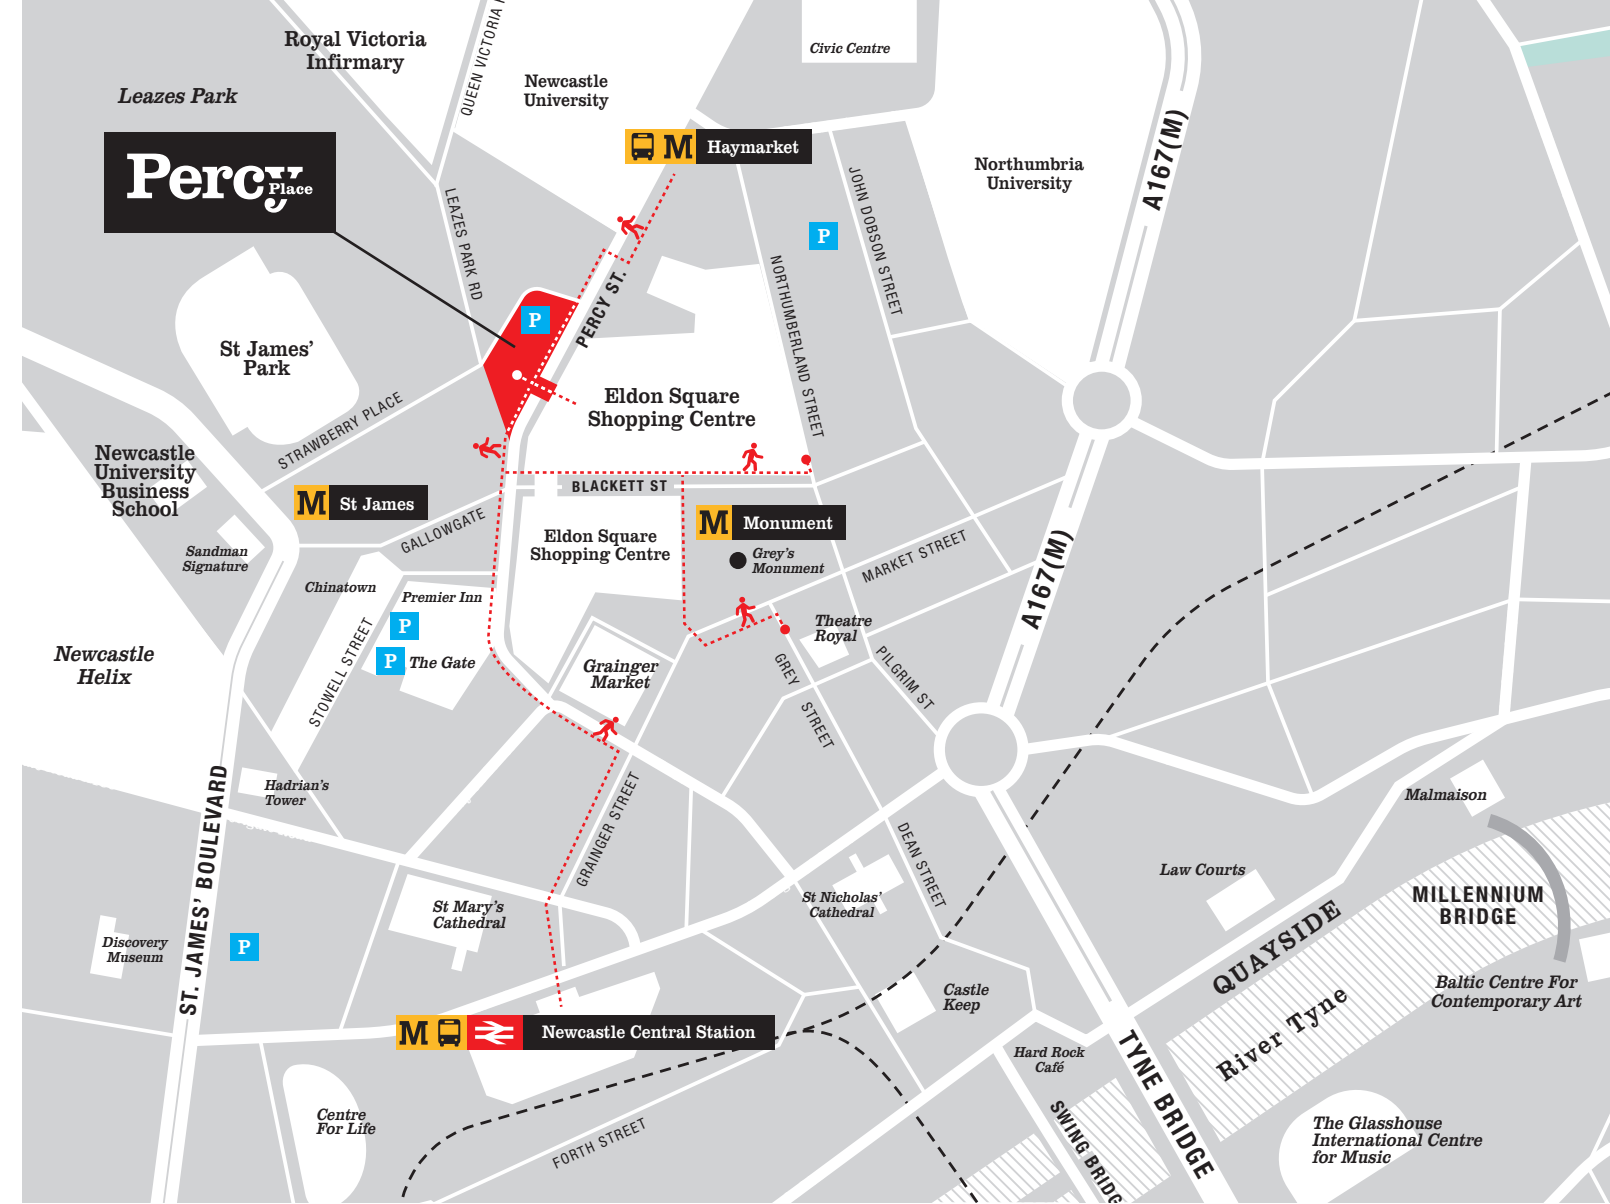 Royal Victoria
Infirmary
QUEEN VICTORIA
Civic Centre
Leazes Park
Newcastle
University
Percy
Place
M
Haymarket
Northumbria
University
A167(M)
LEAZES PARK RD
JOHN DOBSON STREET
P
NORTHUMBERLAND STREET
PERCY ST.
P
St James'
Park
Eldon Square
Shopping Centre
STRAWBERRY PLACE
Newcastle
University
Business
School
M
St James
BLACKETT ST
M
Monument
GALLOWGATE
Eldon Square
Shopping Centre
Grey's
Monument
MARKET STREET
A167(M)
Sandman
Signature
Chinatown
Premier Inn
P
P
The Gate
STOWELL STREET
Newcastle
Helix
Theatre
Royal
Grainger
Market
GREY STREET
PILGRIM ST
Hadrian's
Tower
ST. JAMES' BOULEVARD
GRAINGER STREET
DEAN STREET
Malmaison
Law Courts
MILLENNIUM
BRIDGE
St Mary's
Cathedral
St Nicholas'
Cathedral
Discovery
Museum
P
QUAYSIDE
Castle
Keep
Baltic Centre For
Contemporary Art
River Tyne
M
Newcastle Central Station
Hard Rock
Café
TYNE BRIDGE
SWING BRIDG
Centre
For Life
FORTH STREET
The Glasshouse
International Centre
for Music